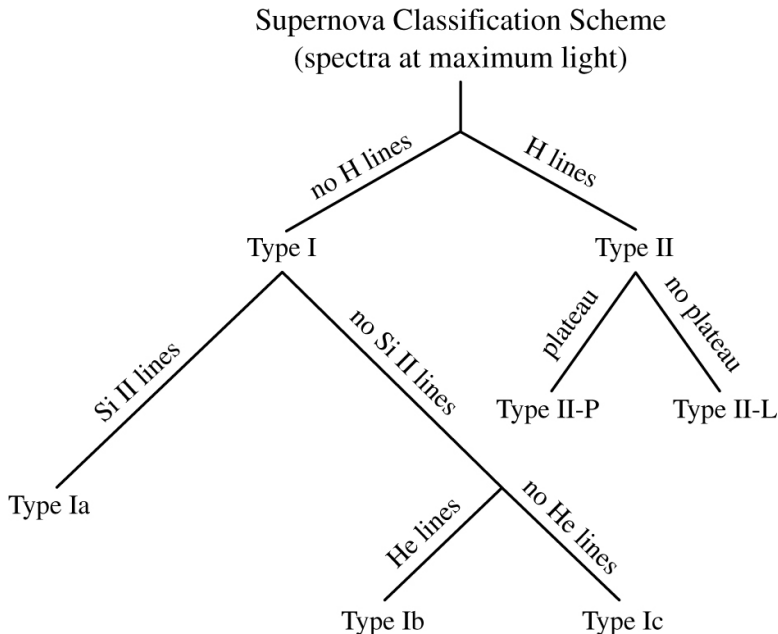 Supernova Classification Scheme
(spectra at maximum light)
no H lines
H lines
Type I
Type II
Si II lines
no Si II lines
plateau
no plateau
Type II-P
Type II-L
Type Ia
He lines
no He lines
Type Ib
Type Ic